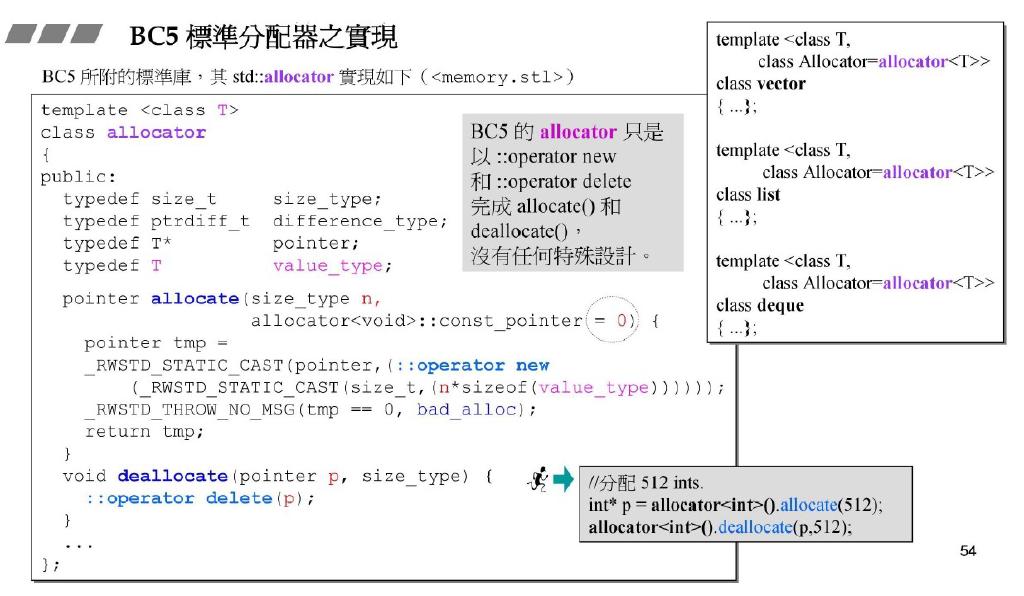 BC5 標準分配器之實現
BC5 所附的標準庫，其 std::allocator 實現如下（<memory.stl>）
template <class T>
class allocator
{
public:
  typedef size_t     size_type;
  typedef ptrdiff_t  difference_type;
  typedef T*         pointer;
  typedef T          value_type;
  pointer allocate(size_type n,
                   allocator<void>::const_pointer = 0) {
    pointer tmp =
    _RWSTD_STATIC_CAST(pointer,(::operator new
        (_RWSTD_STATIC_CAST(size_t,(n*sizeof(value_type))))));
    _RWSTD_THROW_NO_MSG(tmp == 0, bad_alloc);
    return tmp;
  }
  void deallocate(pointer p, size_type) {
    ::operator delete(p);
  }
  ...
};
BC5 的 allocator 只是
以 ::operator new
和 ::operator delete
完成 allocate() 和
deallocate()，
沒有任何特殊設計。
template <class T,
class Allocator=allocator<T>>
class vector
{ ...};
template <class T,
class Allocator=allocator<T>>
class list
{ ...};
template <class T,
class Allocator=allocator<T>>
class deque
{ ...};
//分配 512 ints.
int* p = allocator<int>().allocate(512);
allocator<int>().deallocate(p,512);
54